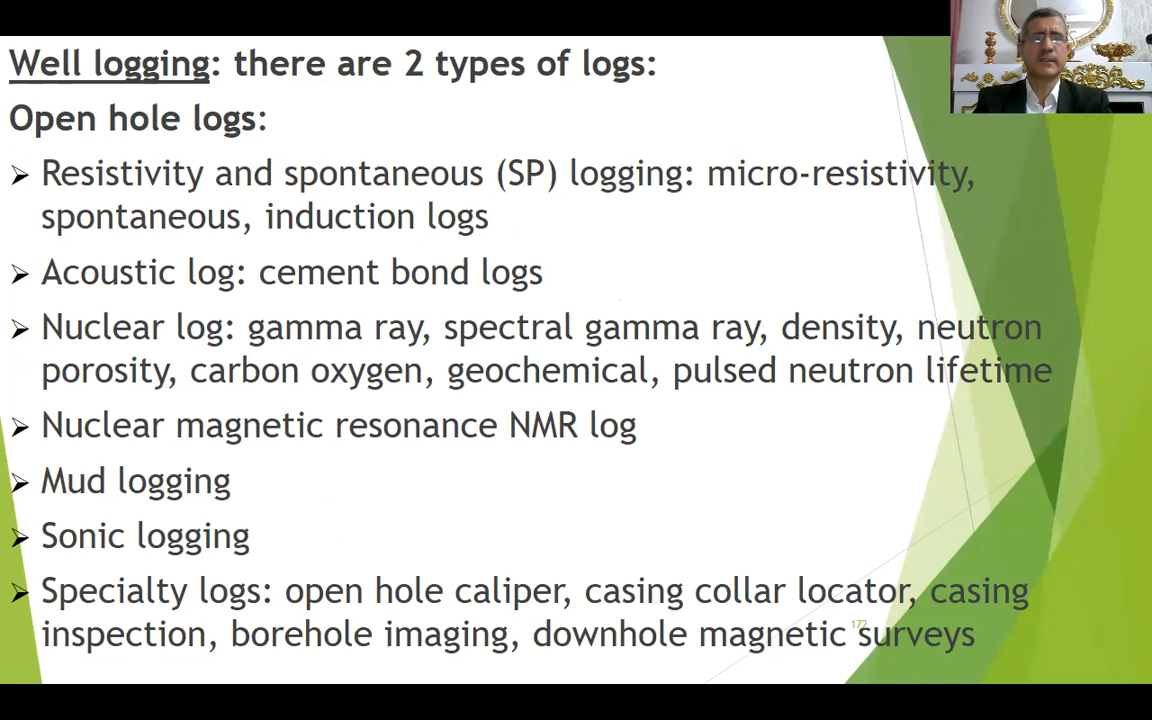 Well logging: there are 2 types of logs:
Open hole logs:
➢ Resistivity and spontaneous (SP) logging: micro-resistivity,
spontaneous, induction logs
➢ Acoustic log: cement bond logs
➢ Nuclear log: gamma ray, spectral gamma ray, density, neutron
porosity, carbon oxygen, geochemical, pulsed neutron lifetime
➢ Nuclear magnetic resonance NMR log
➢ Mud logging
➢ Sonic logging
➢ Specialty logs: open hole caliper, casing collar locator, casing
inspection, borehole imaging, downhole magnetic surveys
172